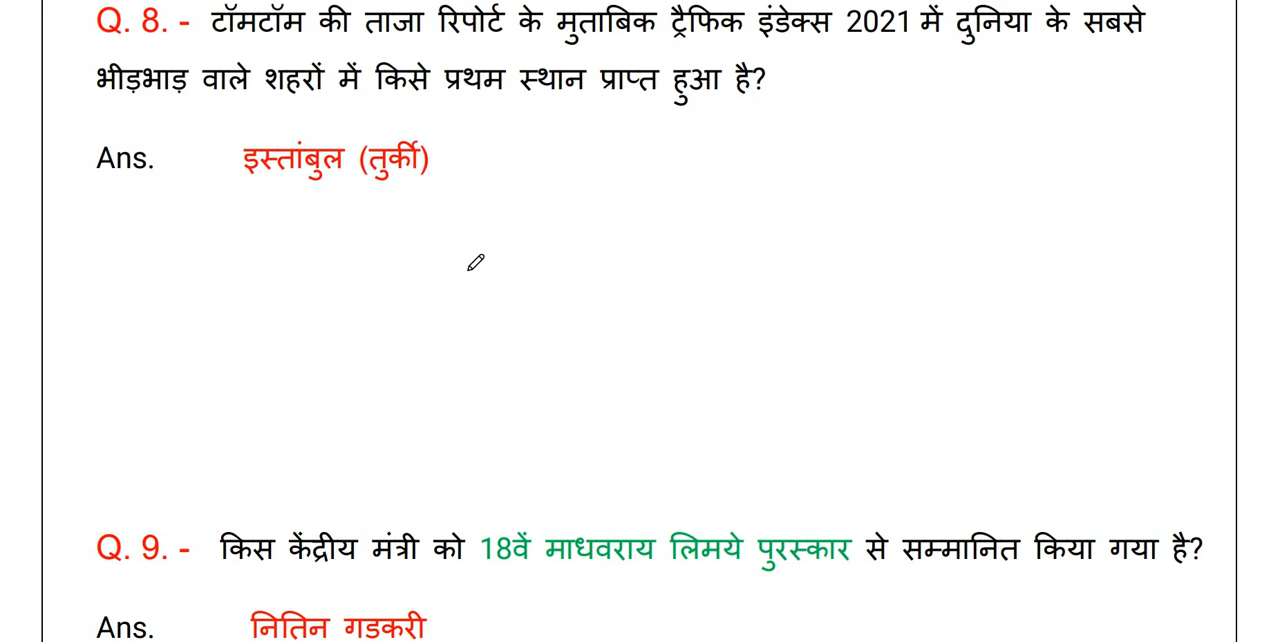 Q. 8. - टॉमटॉम की ताजा रिपोर्ट के मुताबिक ट्रैफिक इंडेक्स 2021 में दुनिया के सबसे
भीड़भाड़ वाले शहरों में किसे प्रथम स्थान प्राप्त हुआ है?
Ans. इस्तांबुल (तुर्की)
Q. 9. - किस केंद्रीय मंत्री को 18वें माधवराय लिमये पुरस्कार से सम्मानित किया गया है?
Ans. नितिन गडकरी